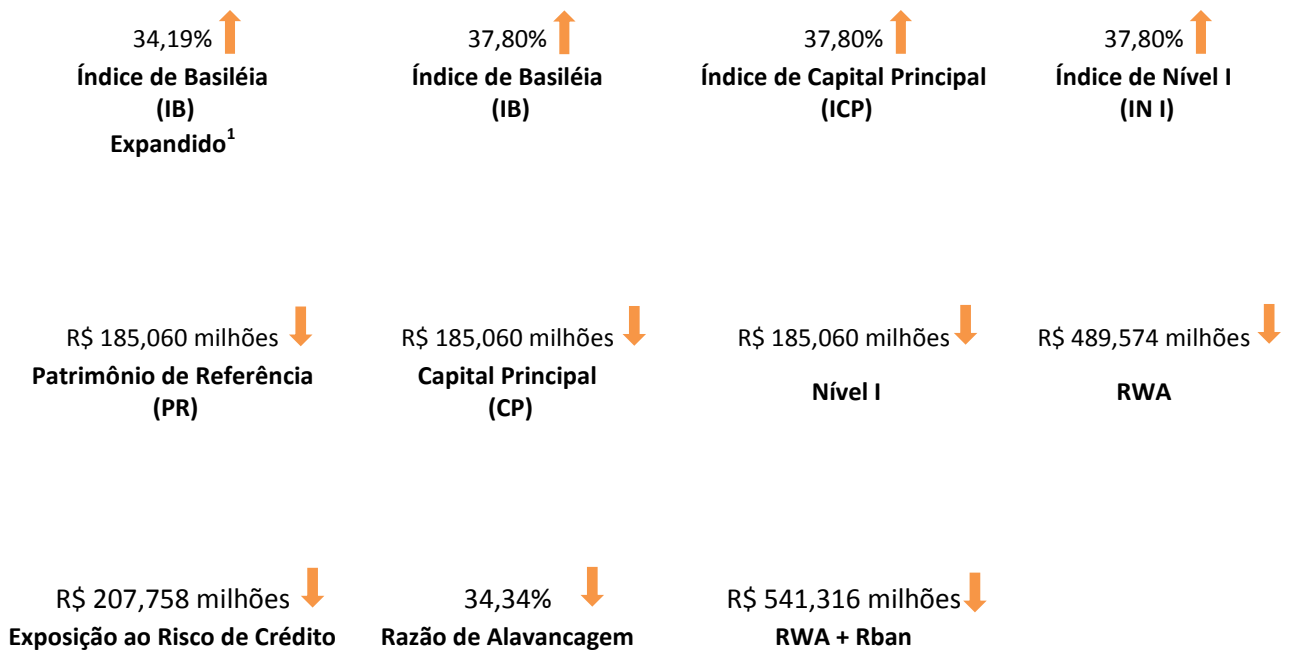 34,19%
Índice de Basiléia
(IB)
Expandido¹
37,80%
Índice de Basiléia
(IB)
37,80%
Índice de Capital Principal
(ICP)
37,80%
Índice de Nível I
(IN I)
R$ 185,060 milhões
Patrimônio de Referência
(PR)
R$ 185,060 milhões
Capital Principal
(CP)
R$ 185,060 milhões
Nível I
R$ 489,574 milhões
RWA
R$ 207,758 milhões
Exposição ao Risco de Crédito
34,34%
Razão de Alavancagem
R$ 541,316 milhões
RWA + Rban